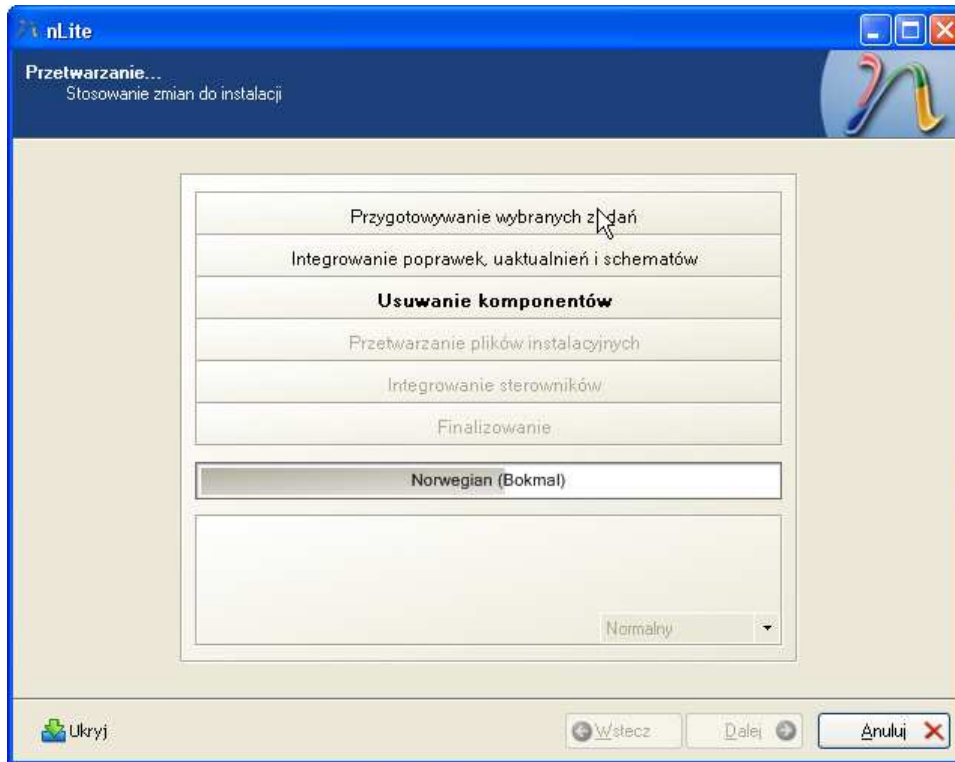 nLite
Przetwarzanie...
Stosowanie zmian do instalacji
Przygotowywanie wybranych zadań
Integrowanie poprawek, uaktualnień i schematów
Usuwanie komponentów
Przetwarzanie plików instalacyjnych
Integrowanie sterowników
Finalizowanie
Norwegian (Bokmal)
Normalny
Ukryj
Wstecz
Dalej
Anuluj